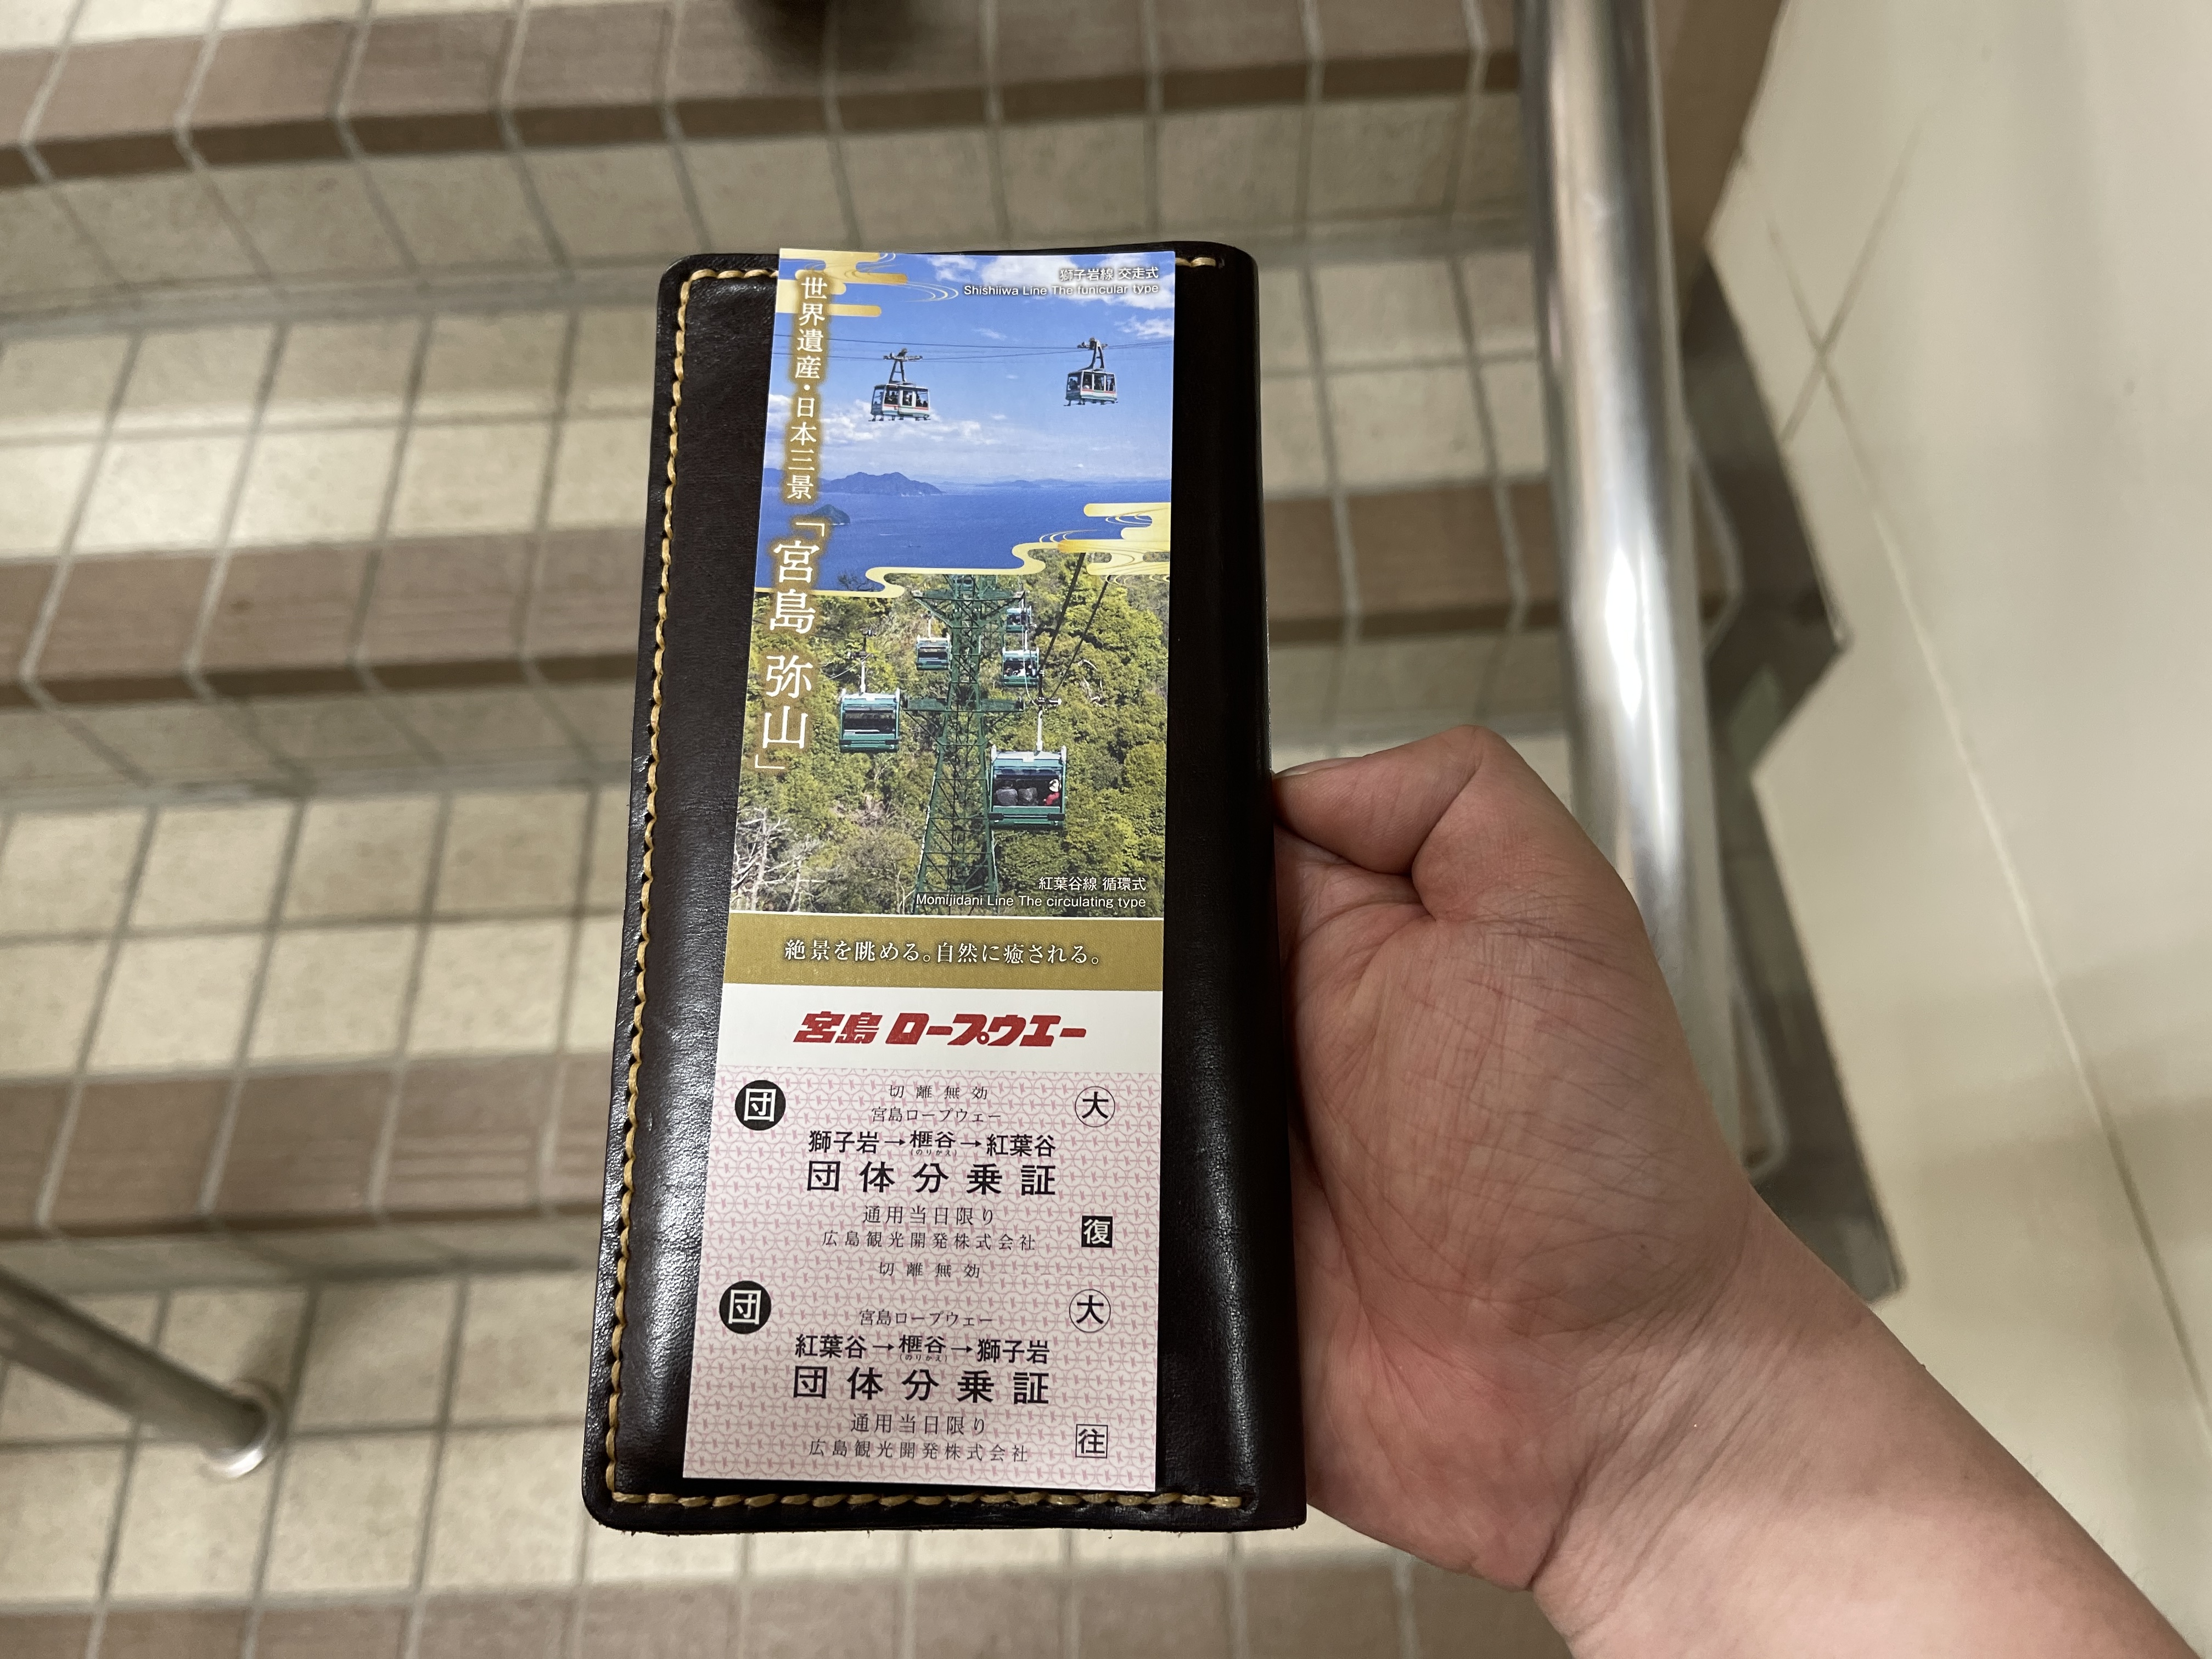 獅子岩線 交走式
Shishiiwa Line The funicular type
世界遺産・日本三景「宮島 弥山」
紅葉谷線 循環式
Momijidani Line The circulating type
絶景を眺める。自然に癒される。
宮島ロープウエー
団 切離無効 大
宮島ロープウェー
獅子岩→榧谷→紅葉谷
(のりかえ)
団体分乗証
通用当日限り
広島観光開発株式会社 復
切離無効
団 宮島ロープウェー 大
紅葉谷→榧谷→獅子岩
(のりかえ)
団体分乗証
通用当日限り
広島観光開発株式会社 往